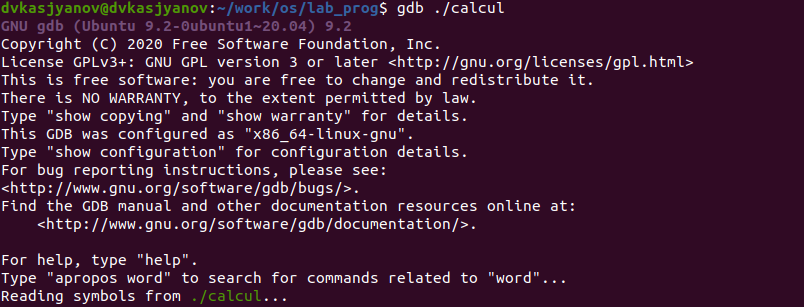 dvkasjyanov@dvkasjyanov:~/work/os/lab_prog$ gdb ./calcul
GNU gdb (Ubuntu 9.2-0ubuntu1~20.04) 9.2
Copyright (C) 2020 Free Software Foundation, Inc.
License GPLv3+: GNU GPL version 3 or later <http://gnu.org/licenses/gpl.html>
This is free software: you are free to change and redistribute it.
There is NO WARRANTY, to the extent permitted by law.
Type "show copying" and "show warranty" for details.
This GDB was configured as "x86_64-linux-gnu".
Type "show configuration" for configuration details.
For bug reporting instructions, please see:
<http://www.gnu.org/software/gdb/bugs/>.
Find the GDB manual and other documentation resources online at:
    <http://www.gnu.org/software/gdb/documentation/>.

For help, type "help".
Type "apropos word" to search for commands related to "word"...
Reading symbols from ./calcul...